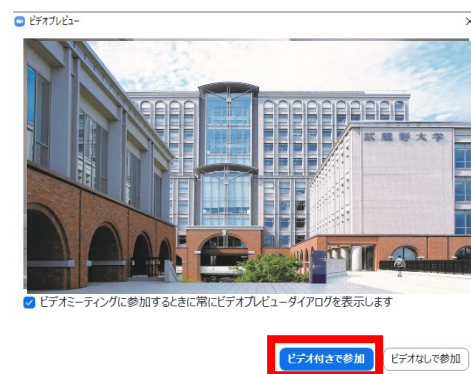 ビデオプレビュー
武蔵野大学
ビデオミーティングに参加するときに常にビデオプレビューダイアログを表示します
ビデオ付きで参加
ビデオなしで参加